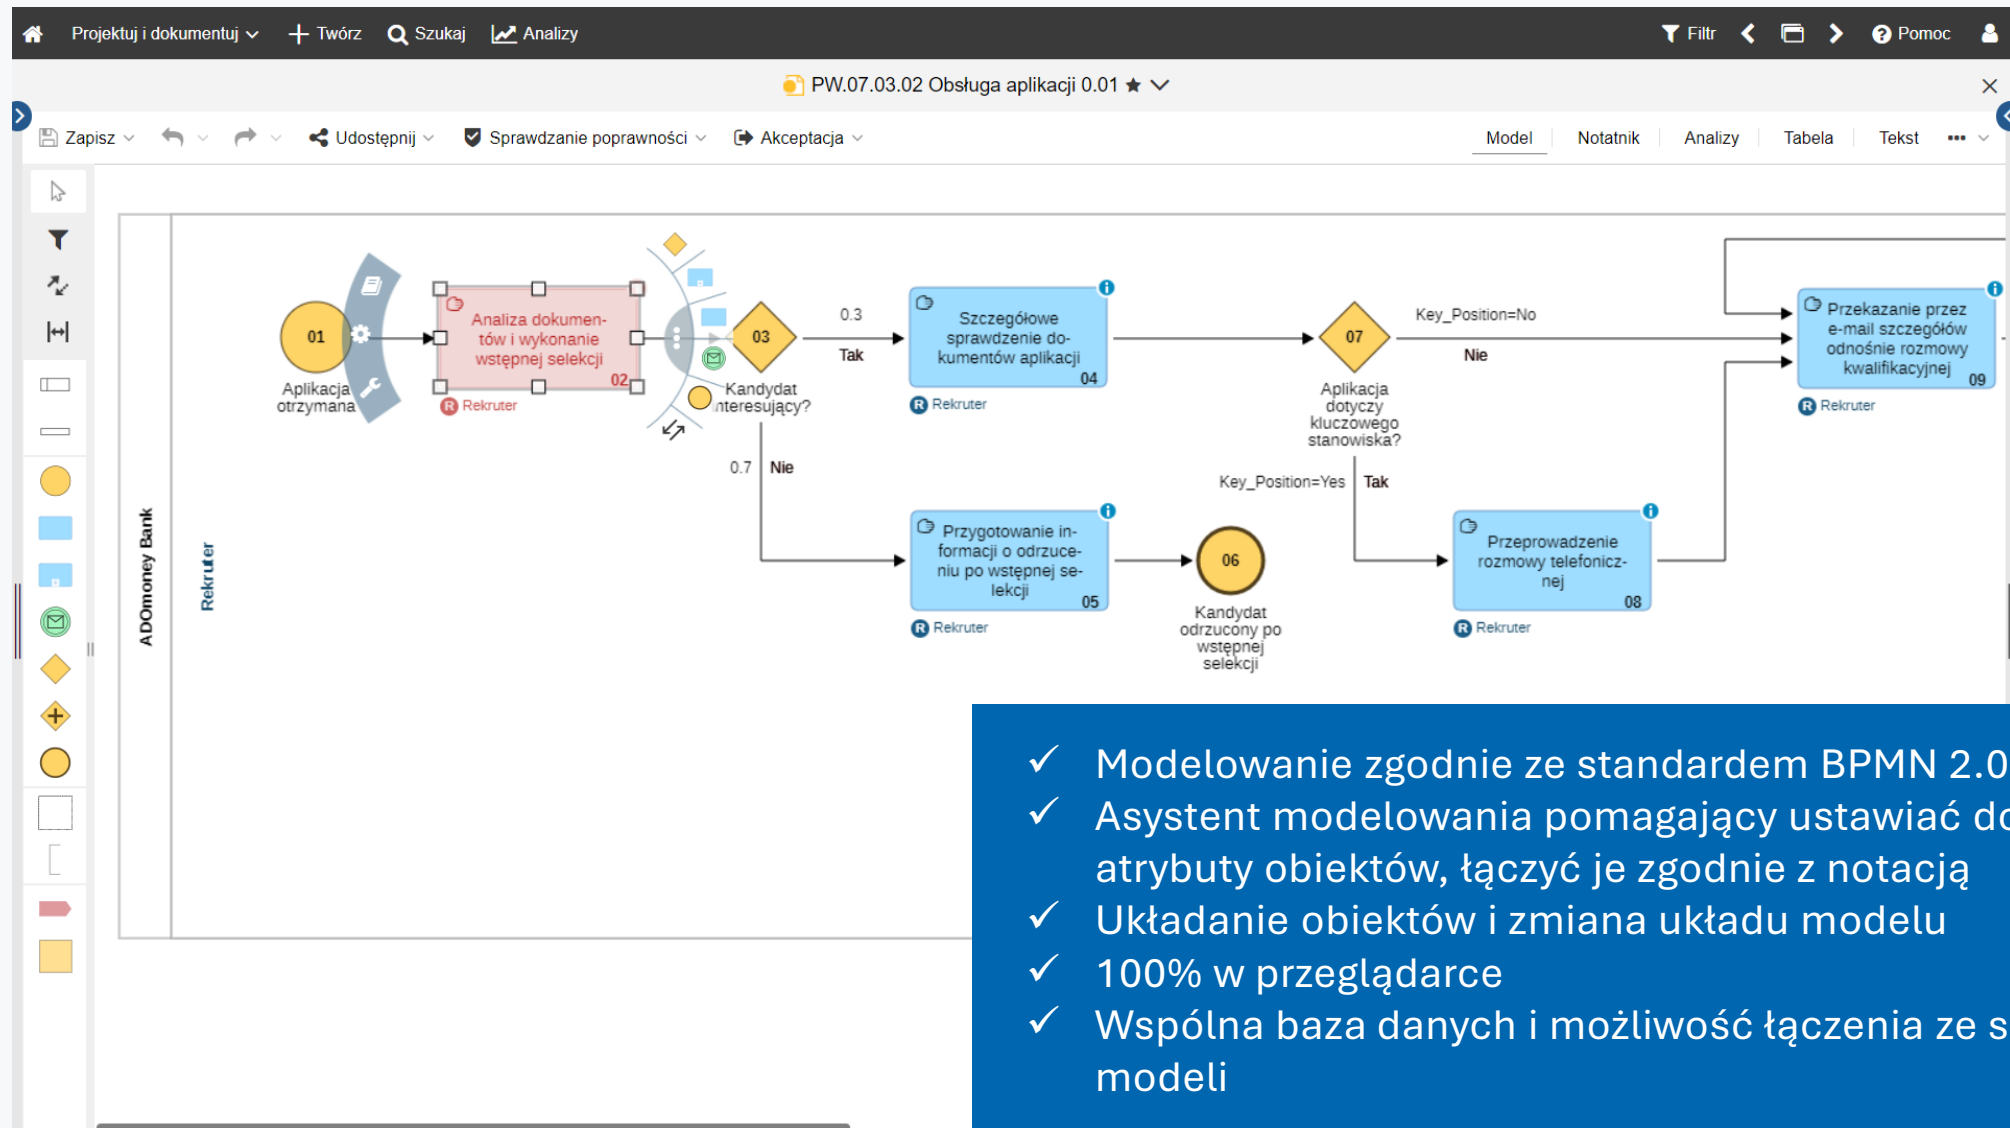 Projektuj i dokumentuj
Twórz
Szukaj
Analizy
Filtr
Pomoc
PW.07.03.02 Obsługa aplikacji 0.01
Zapisz
Udostępnij
Sprawdzanie poprawności
Akceptacja
Model
Notatnik
Analizy
Tabela
Tekst
ADOmoney Bank
Rekruter
01
Aplikacja
otrzymana
Analiza dokumen-
tów i wykonanie
wstępnej selekcji
02
R Rekruter
03
Kandydat
interesujący?
0.3
Tak
0.7
Nie
Szczegółowe
sprawdzenie do-
kumentów aplikacji
04
R Rekruter
Przygotowanie in-
formacji o odrzuce-
niu po wstępnej se-
lekcji
05
R Rekruter
06
Kandydat
odrzucony po
wstępnej
selekcji
07
Aplikacja
dotyczy
kluczowego
stanowiska?
Key_Position=No
Nie
Key_Position=Yes
Tak
Przeprowadzenie
rozmowy telefonicz-
nej
08
R Rekruter
Przekazanie przez
e-mail szczegółów
odnośnie rozmowy
kwalifikacyjnej
09
R Rekruter
Modelowanie zgodnie ze standardem BPMN 2.0
Asystent modelowania pomagający ustawiać
atrybuty obiektów, łączyć je zgodnie z notacją
Układanie obiektów i zmiana układu modelu
100% w przeglądarce
Wspólna baza danych i możliwość łączenia ze
modeli